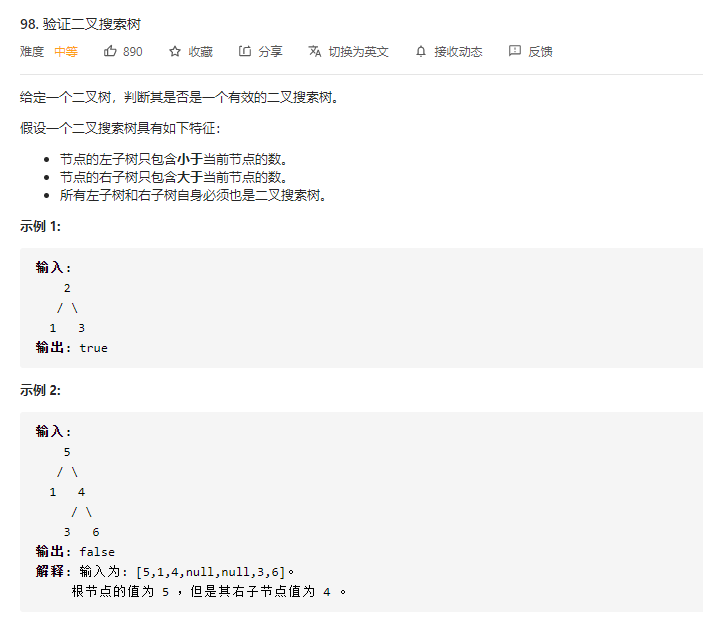 98. 验证二叉搜索树
难度 中等 890 收藏 分享 切换为英文 接收动态 反馈
给定一个二叉树，判断其是否是一个有效的二叉搜索树。
假设一个二叉搜索树具有如下特征：
• 节点的左子树只包含小于当前节点的数。
• 节点的右子树只包含大于当前节点的数。
• 所有左子树和右子树自身必须也是二叉搜索树。
示例 1:
输入:
2
/ \
1 3
输出: true
示例 2:
输入:
5
/ \
1 4
/ \
3 6
输出: false
解释: 输入为: [5,1,4,null,null,3,6]。
根节点的值为 5 ，但是其右子节点值为 4 。